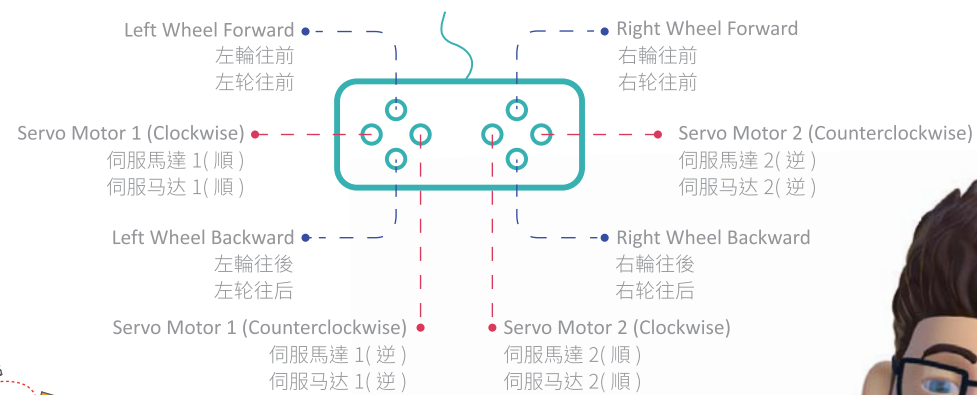 Left Wheel Forward
左輪往前
左轮往前
Right Wheel Forward
右輪往前
右轮往前
Servo Motor 1 (Clockwise)
伺服馬達 1( 順 )
伺服马达 1( 順 )
Servo Motor 2 (Counterclockwise)
伺服馬達 2( 逆 )
伺服马达 2( 逆 )
Left Wheel Backward
左輪往後
左轮往后
Right Wheel Backward
右輪往後
右轮往后
Servo Motor 1 (Counterclockwise)
伺服馬達 1( 逆 )
伺服马达 1( 逆 )
Servo Motor 2 (Clockwise)
伺服馬達 2( 順 )
伺服马达 2( 順 )